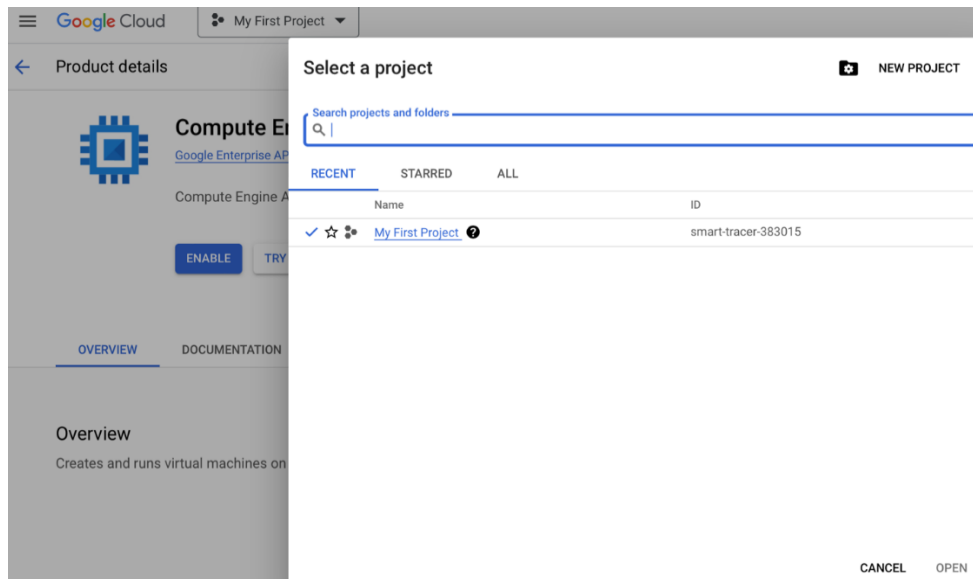 Google Cloud
My First Project
Product details
Select a project
NEW PROJECT
Search projects and folders
Compute E
Google Enterprise AP
Compute Engine A
RECENT
STARRED
ALL
Name
ID
My First Project
smart-tracer-383015
ENABLE
TRY
OVERVIEW
DOCUMENTATION
Overview
Creates and runs virtual machines on
CANCEL
OPEN